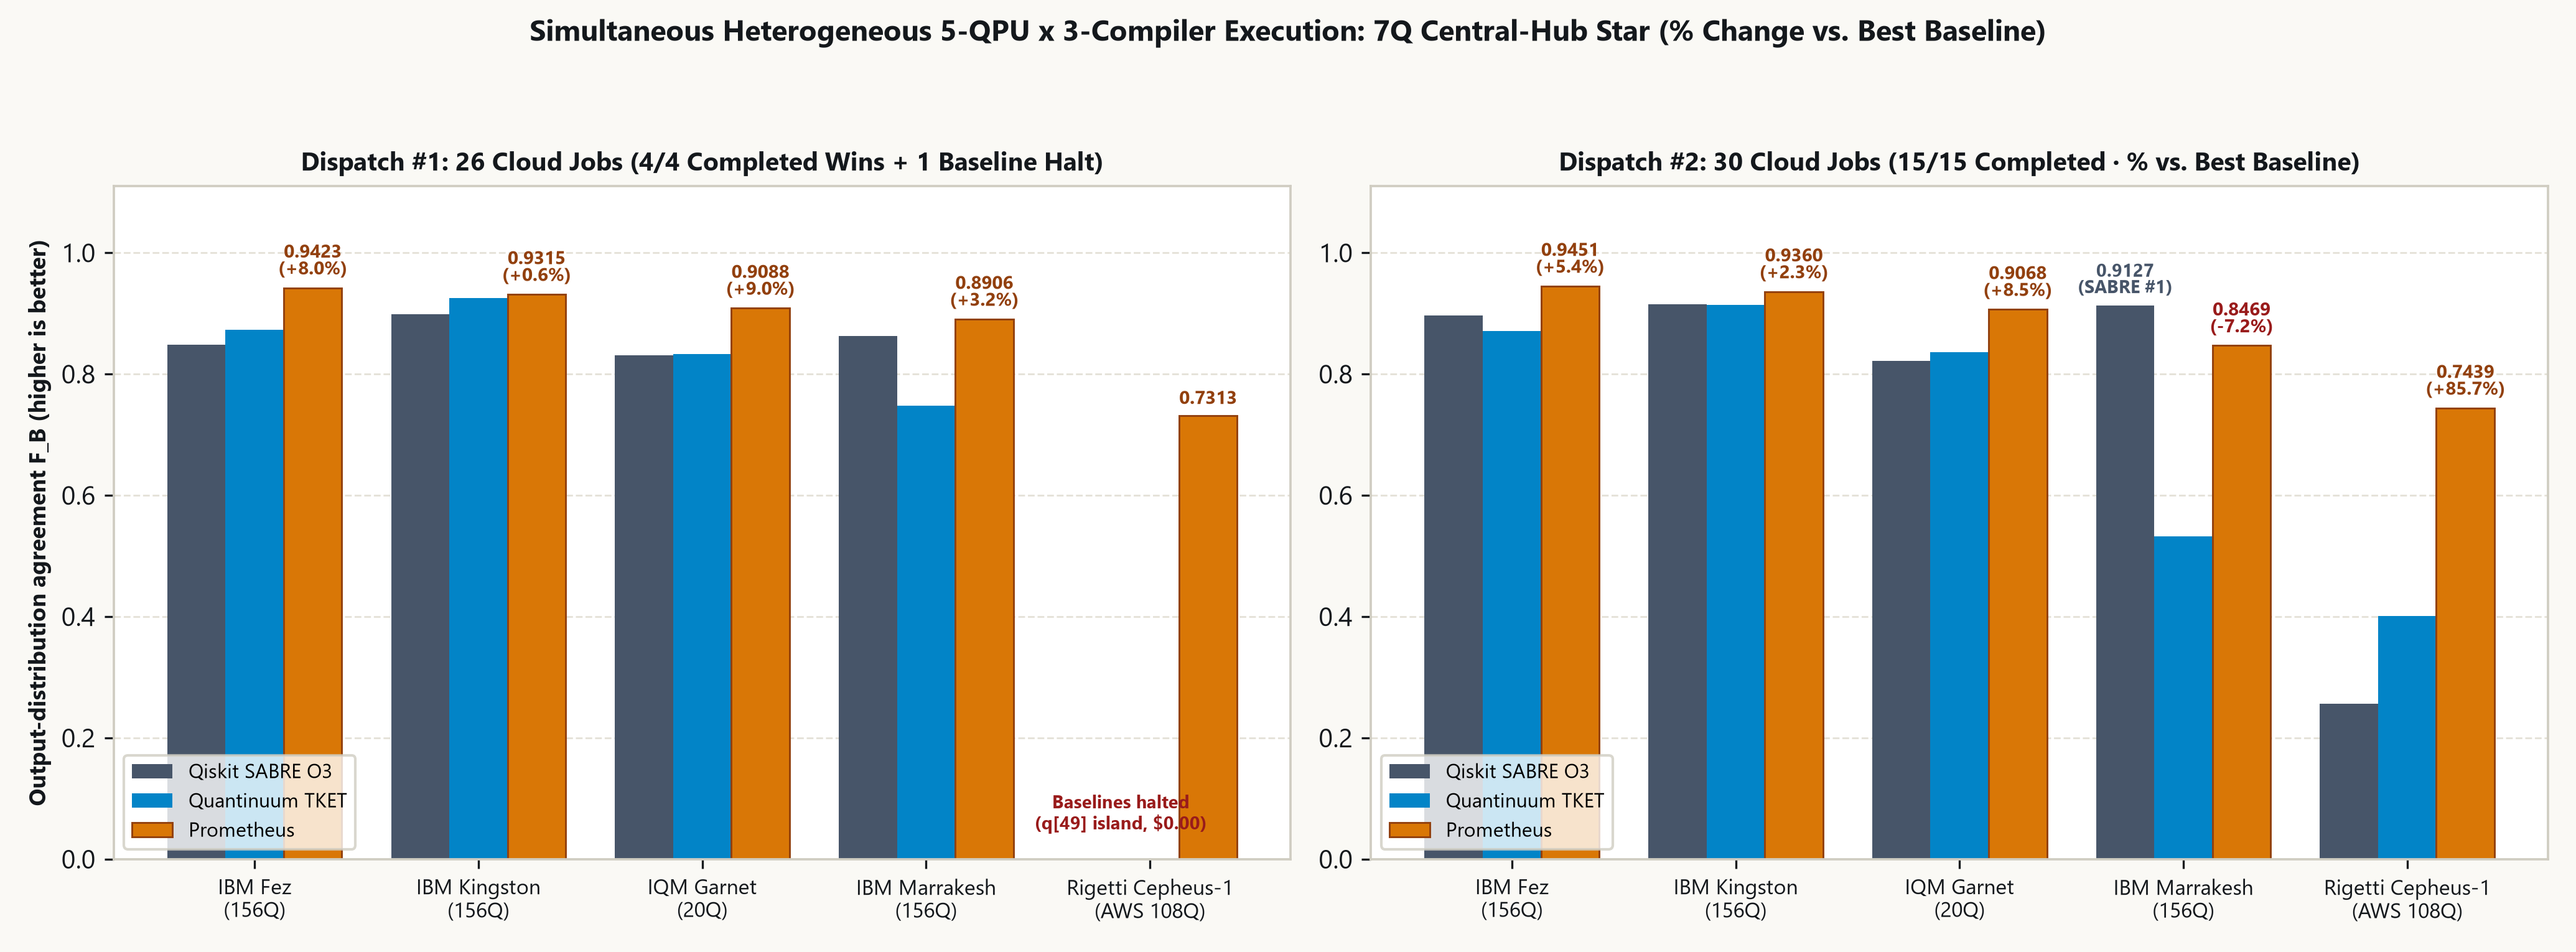 Simultaneous Heterogeneous 5-QPU x 3-Compiler Execution: 7Q Central-Hub Star (% Change vs. Best Baseline)
Dispatch #1: 26 Cloud Jobs (4/4 Completed Wins + 1 Baseline Halt)
Output-distribution agreement F_B (higher is better)
1.0
0.8
0.6
0.4
0.2
0.0
0.9423
(+8.0%)
0.9315
(+0.6%)
0.9088
(+9.0%)
0.8906
(+3.2%)
0.7313
Baselines halted
(q[49] island, $0.00)
Qiskit SABRE O3
Quantinuum TKET
Prometheus
IBM Fez
(156Q)
IBM Kingston
(156Q)
IQM Garnet
(20Q)
IBM Marrakesh
(156Q)
Rigetti Cepheus-1
(AWS 108Q)
Dispatch #2: 30 Cloud Jobs (15/15 Completed · % vs. Best Baseline)
1.0
0.8
0.6
0.4
0.2
0.0
0.9451
(+5.4%)
0.9360
(+2.3%)
0.9068
(+8.5%)
0.9127
(SABRE #1)
0.8469
(-7.2%)
0.7439
(+85.7%)
Qiskit SABRE O3
Quantinuum TKET
Prometheus
IBM Fez
(156Q)
IBM Kingston
(156Q)
IQM Garnet
(20Q)
IBM Marrakesh
(156Q)
Rigetti Cepheus-1
(AWS 108Q)